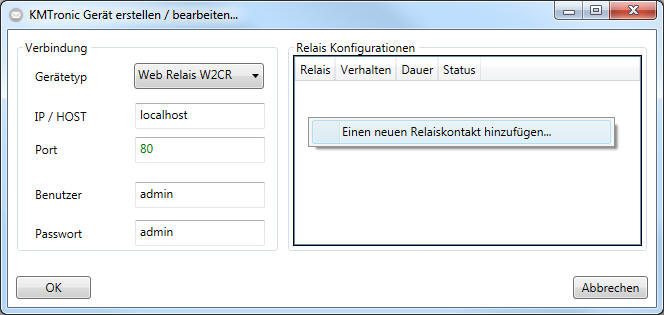 KMTronic Gerät erstellen / bearbeiten...
Verbindung
Gerätetyp Web Relais W2CR
IP / HOST localhost
Port 80
Benutzer admin
Passwort admin
Relais Konfigurationen
Relais Verhalten Dauer Status
Einen neuen Relaiskontakt hinzufügen...
OK Abbrechen